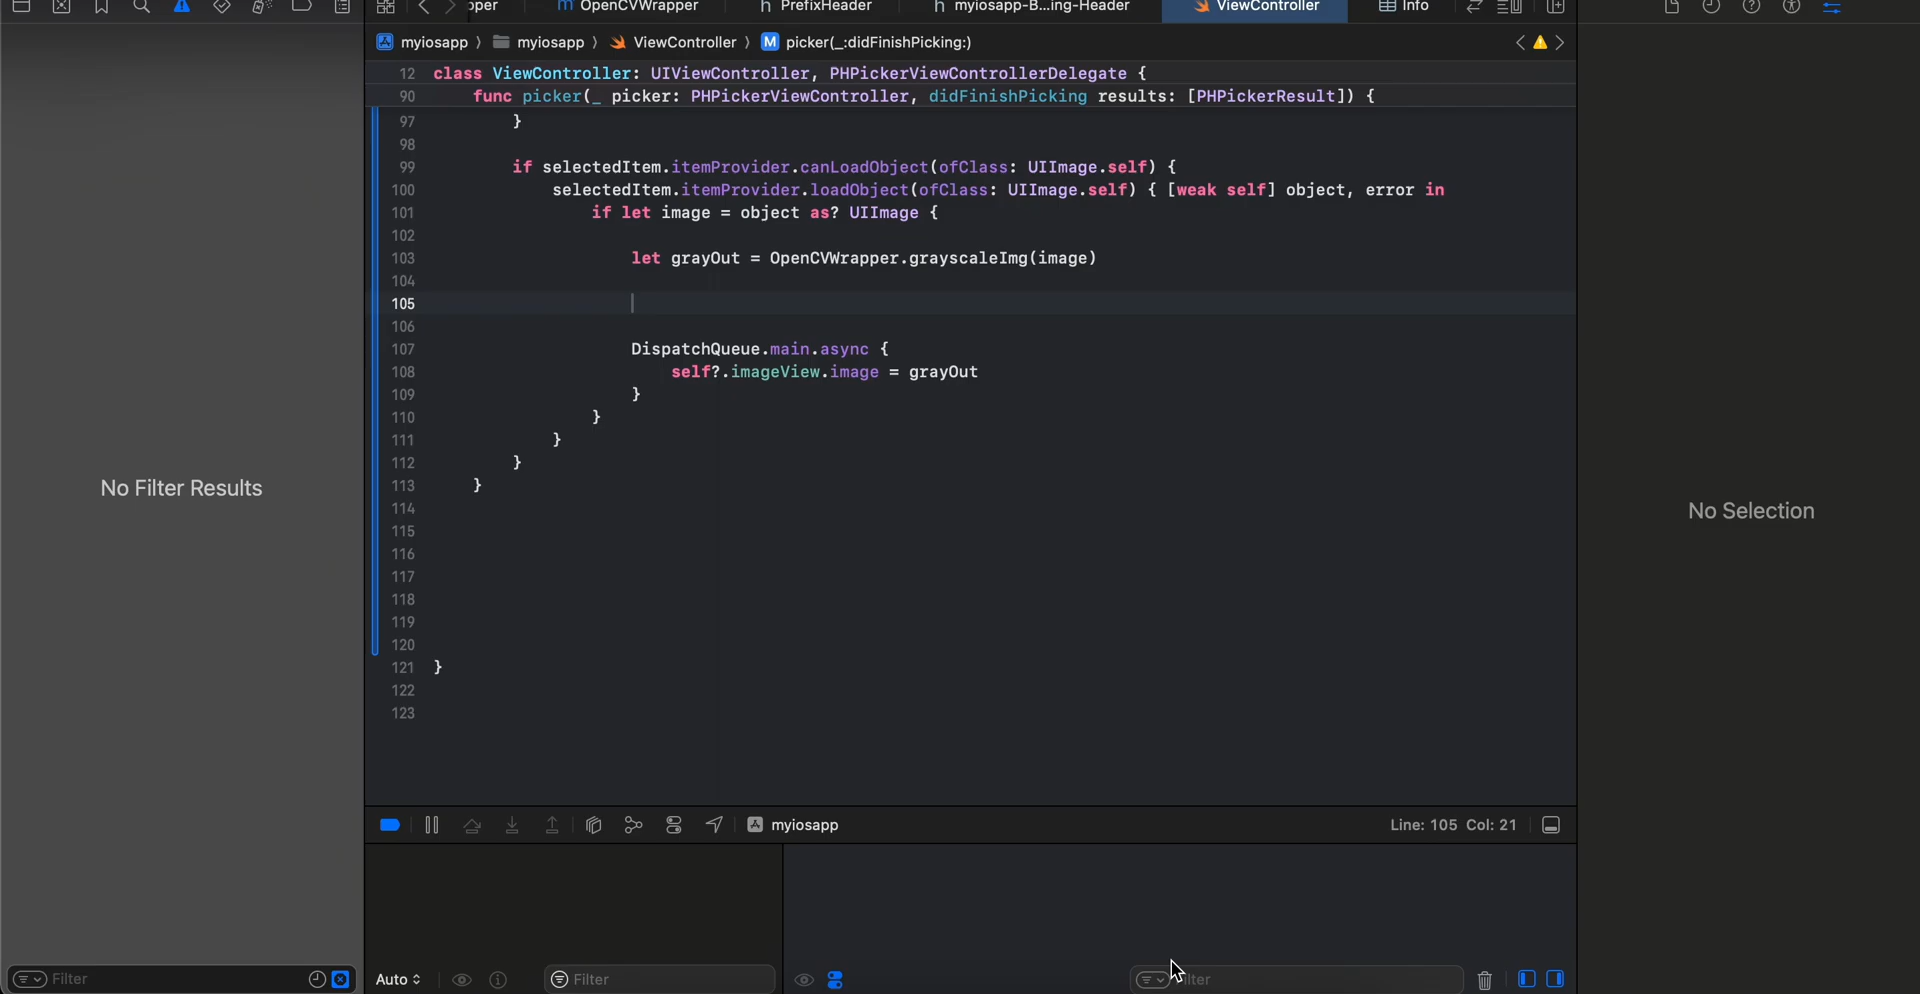 pper OpenCVWrapper PrefixHeader myiosapp-B...ing-Header ViewController Info
myiosapp myiosapp ViewController M picker(_:didFinishPicking:)
12 class ViewController: UIViewController, PHPickerViewControllerDelegate {
90 func picker(_ picker: PHPickerViewController, didFinishPicking results: [PHPickerResult]) {
97 }
98
99 if selectedItem.itemProvider.canLoadObject(ofClass: UIImage.self) {
100 selectedItem.itemProvider.loadObject(ofClass: UIImage.self) { [weak self] object, error in
101 if let image = object as? UIImage {
102
103 let grayOut = OpenCVWrapper.grayscaleImg(image)
104
105
106
107 DispatchQueue.main.async {
108 self?.imageView.image = grayOut
109 }
110 }
111 }
112 }
113 }
114
115
116
117
118
119
120
121 }
122
123
No Filter Results
No Selection
myiosapp
Line: 105 Col: 21
Filter
Auto
Filter